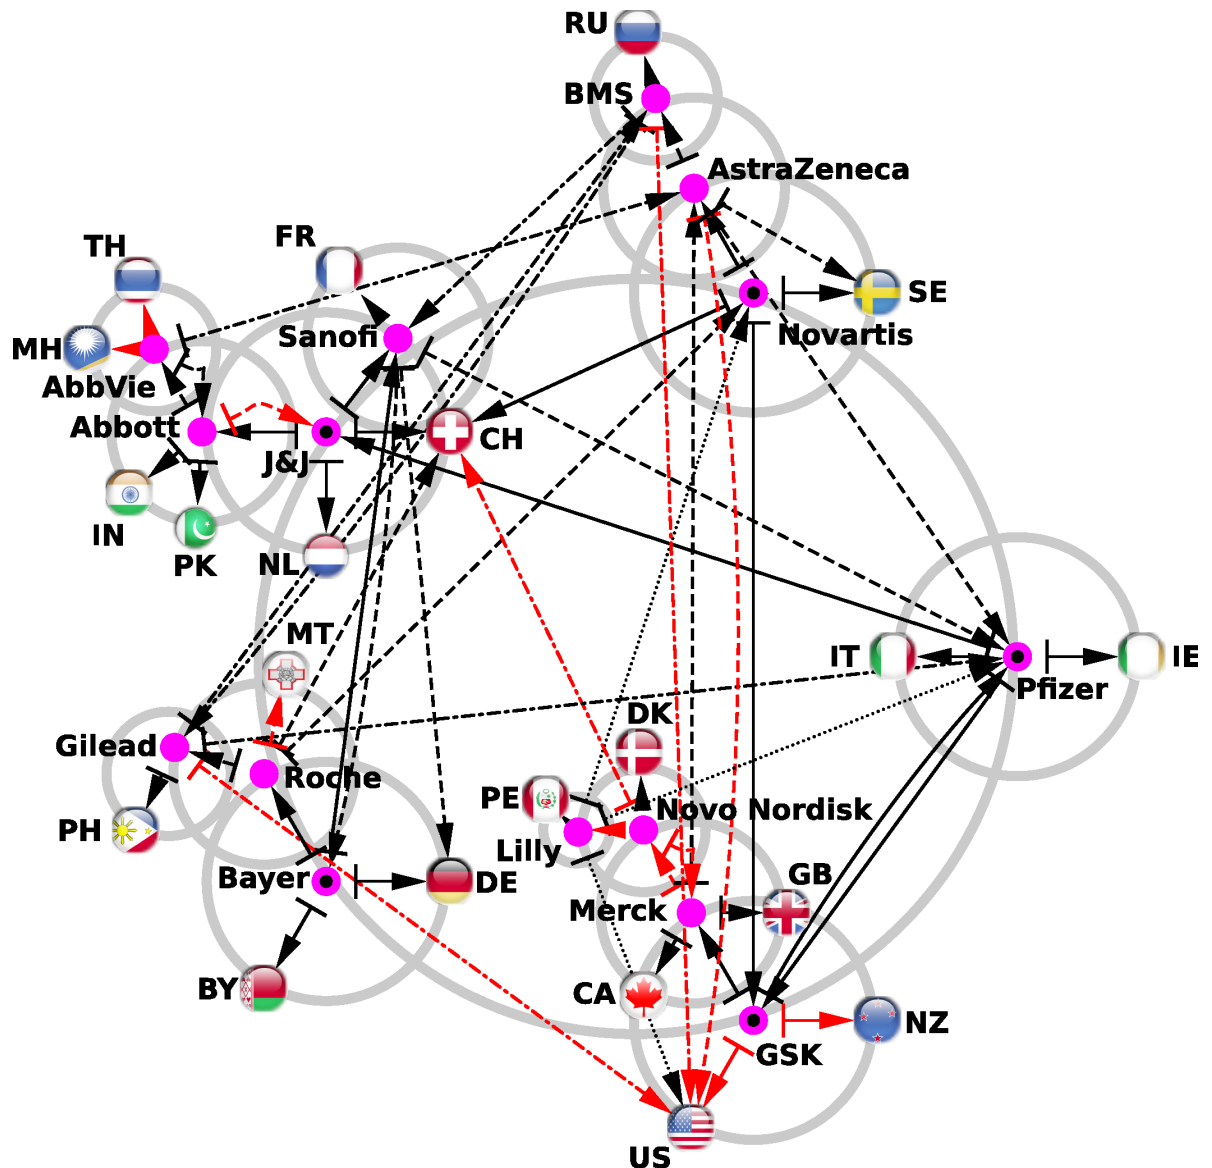 RU
BMS
AstraZeneca
TH
FR
SE
MH
Sanofi
Novartis
AbbVie
Abbott
CH
J&J
IN
PK
NL
MT
IT
IE
Pfizer
DK
Gilead
Roche
PE
Novo Nordisk
PH
Lilly
Bayer
DE
GB
Merck
BY
CA
NZ
GSK
US